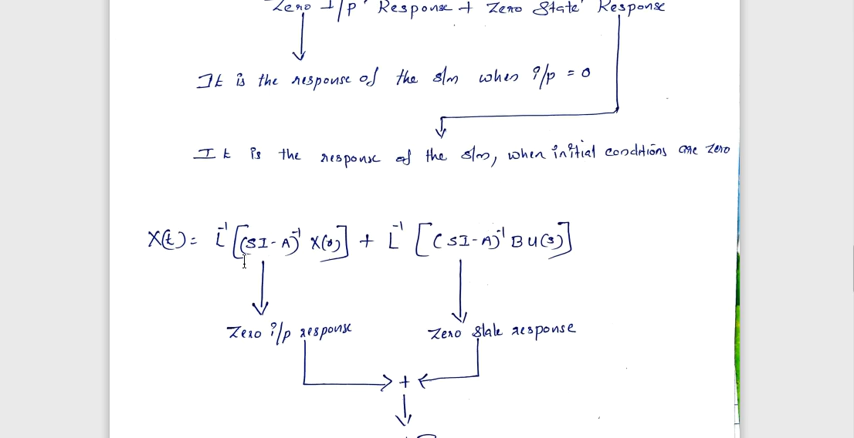 Zero I/p Response + Zero State Response
It is the response of the s/m when i/p = 0
It is the response of the s/m, when initial conditions are zero
X(t) = L⁻¹[(SI-A)⁻¹ X(0)] + L⁻¹[(SI-A)⁻¹ B U(s)]
Zero i/p response Zero State response
+